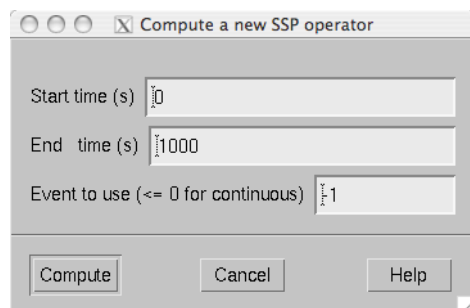 Compute a new SSP operator
Start time (s) 0
End time (s) 1000
Event to use (<= 0 for continuous) -1
Compute Cancel Help